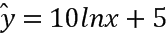 ŷ = 10lnx + 5